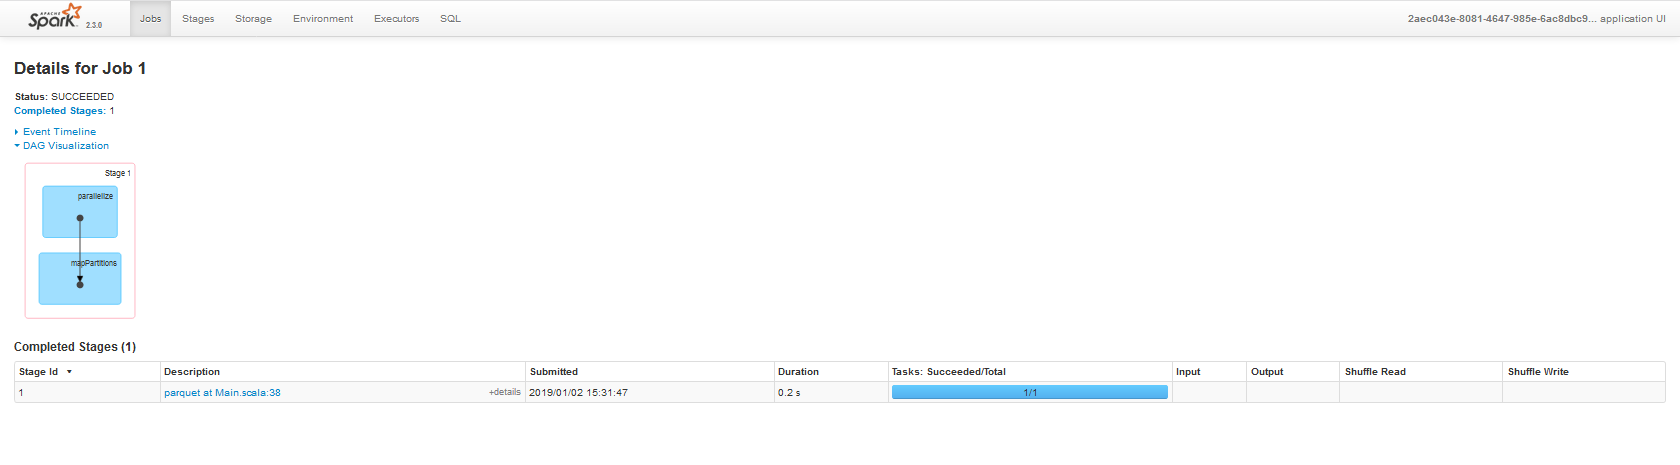 APACHE
Spark 2.3.0 Jobs Stages Storage Environment Executors SQL 2aec043e-8081-4647-985e-6ac8dbc9... application UI
Details for Job 1
Status: SUCCEEDED
Completed Stages: 1
Event Timeline
DAG Visualization
Stage 1
parallelize
mapPartitions
Completed Stages (1)
Stage Id Description Submitted Duration Tasks: Succeeded/Total Input Output Shuffle Read Shuffle Write
1 parquet at Main.scala:38 +details 2019/01/02 15:31:47 0.2 s 1/1